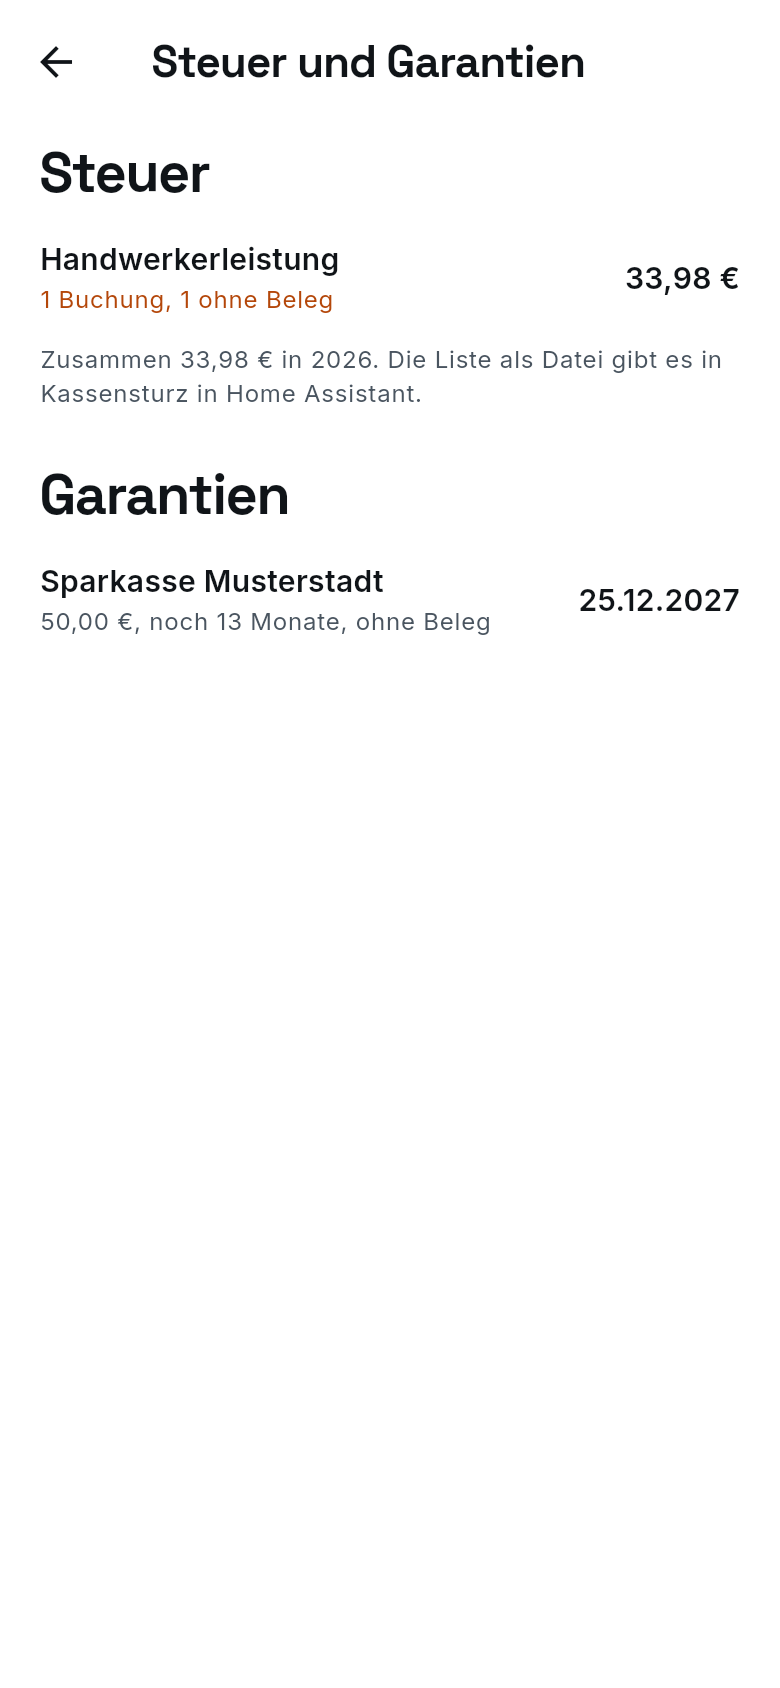 Steuer und Garantien
Steuer
Handwerkerleistung
33,98 €
1 Buchung, 1 ohne Beleg
Zusammen 33,98 € in 2026. Die Liste als Datei gibt es in
Kassensturz in Home Assistant.
Garantien
Sparkasse Musterstadt
25.12.2027
50,00 €, noch 13 Monate, ohne Beleg